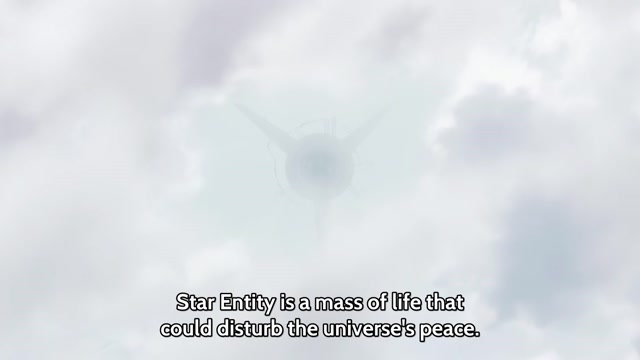 Star Entity is a mass of life that
could disturb the universe's peace.